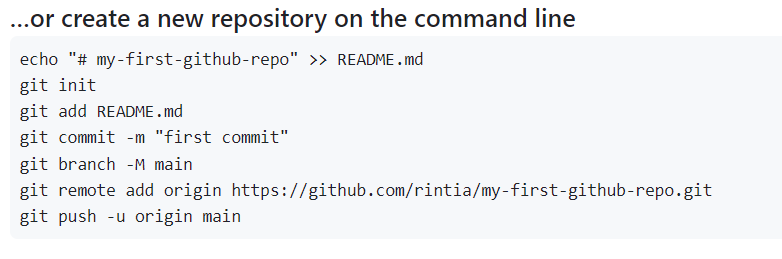 ...or create a new repository on the command line
echo "# my-first-github-repo" >> README.md
git init
git add README.md
git commit -m "first commit"
git branch -M main
git remote add origin https://github.com/rintia/my-first-github-repo.git
git push -u origin main